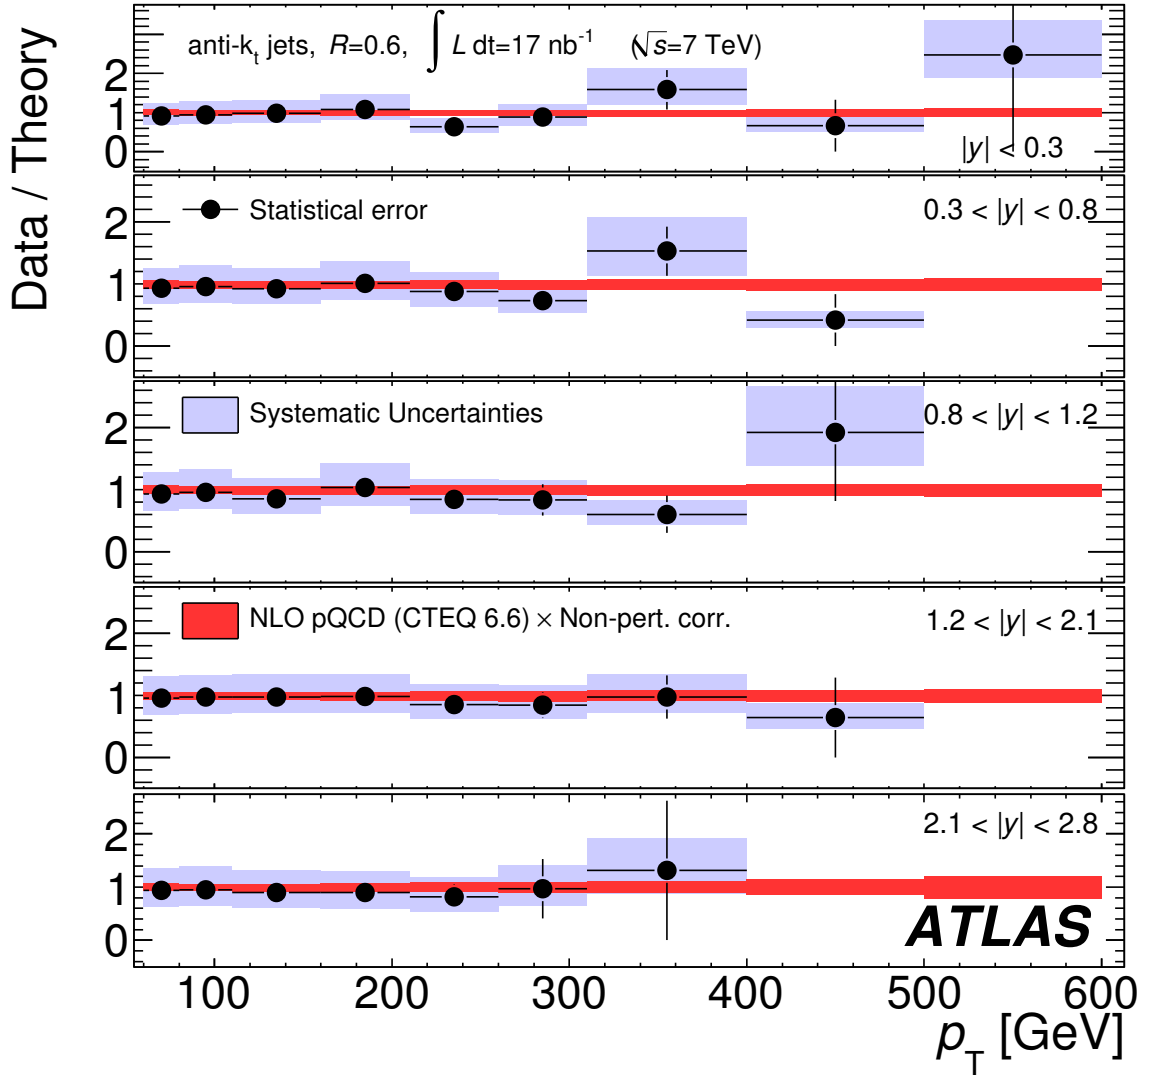 Data / Theory
anti-k_t jets, R=0.6, ∫ L dt=17 nb⁻¹ (√s=7 TeV)
2
1
0
|y| < 0.3
Statistical error
0.3 < |y| < 0.8
2
1
0
Systematic Uncertainties
0.8 < |y| < 1.2
2
1
0
NLO pQCD (CTEQ 6.6) × Non-pert. corr.
1.2 < |y| < 2.1
2
1
0
2.1 < |y| < 2.8
2
1
0
ATLAS
100 200 300 400 500 600
p_T [GeV]